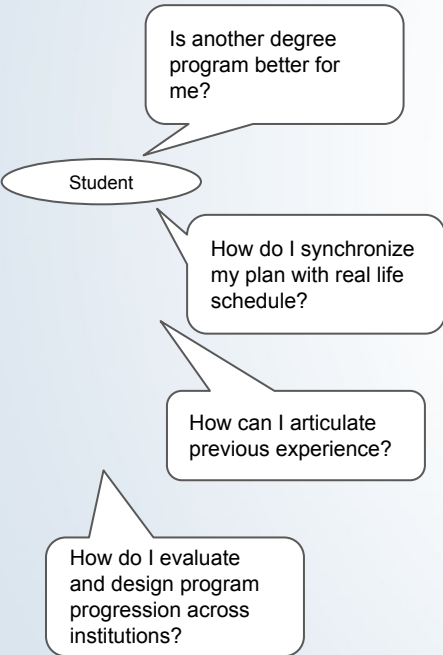 Is another degree
program better for
me?
Student
How do I synchronize
my plan with real life
schedule?
How can I articulate
previous experience?
How do I evaluate
and design program
progression across
institutions?